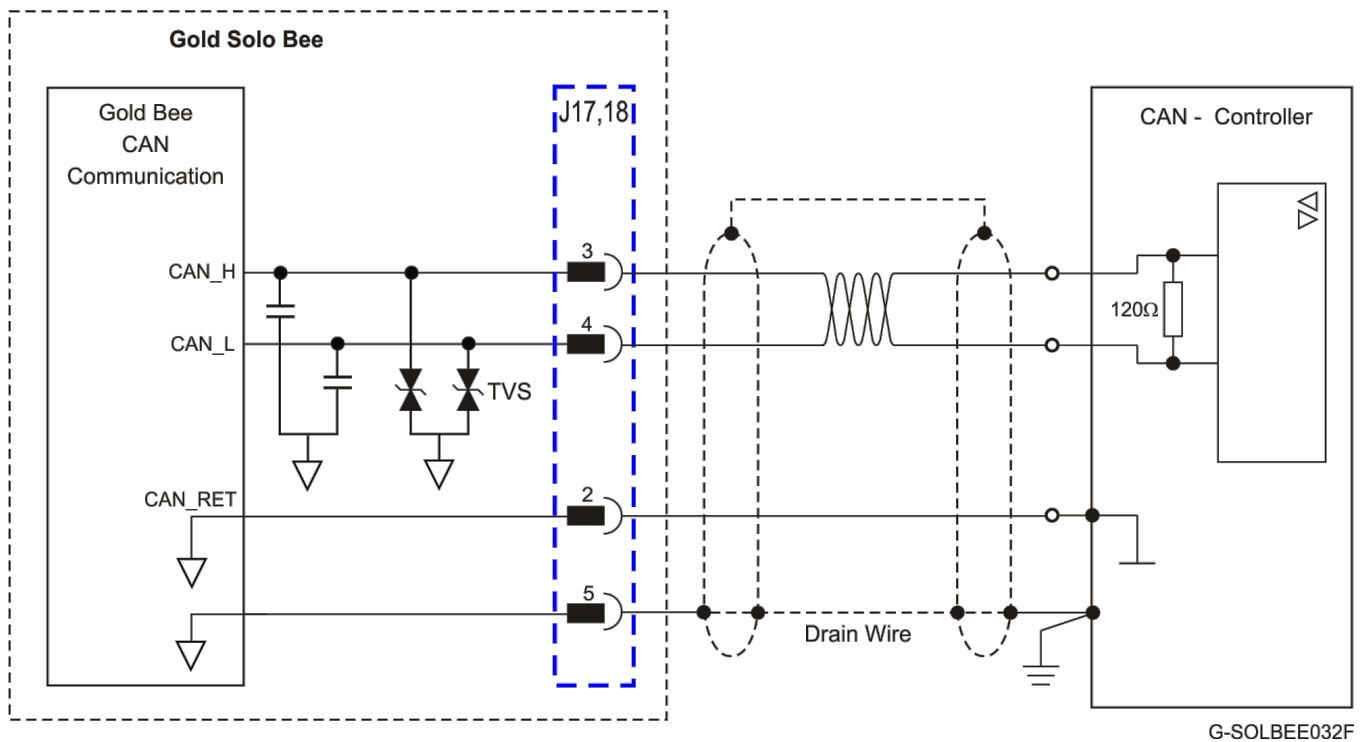 Gold Solo Bee
Gold Bee
CAN
Communication
J17,18
CAN - Controller
3
CAN_H
120Ω
4
CAN_L
TVS
2
CAN_RET
5
Drain Wire
G-SOLBEE032F